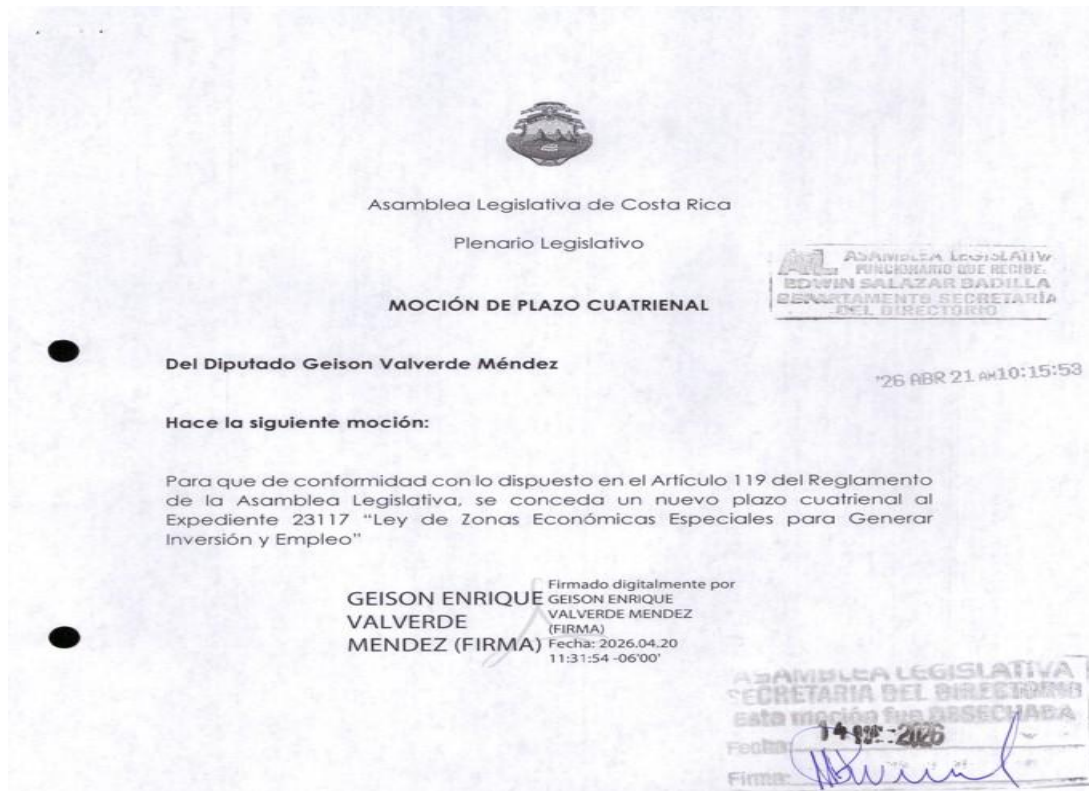 Asamblea Legislativa de Costa Rica
Plenario Legislativo
ASAMBLEA LEGISLATIVA
FUNCIONARIO QUE RECIBE:
EDWIN SALAZAR BADILLA
DEPARTAMENTO SECRETARÍA
DEL DIRECTORIO
MOCIÓN DE PLAZO CUATRIENAL
Del Diputado Geison Valverde Méndez
'26 ABR 21 AM10:15:53
Hace la siguiente moción:
Para que de conformidad con lo dispuesto en el Artículo 119 del Reglamento
de la Asamblea Legislativa, se conceda un nuevo plazo cuatrienal al
Expediente 23117 “Ley de Zonas Económicas Especiales para Generar
Inversión y Empleo”
GEISON ENRIQUE
VALVERDE
MENDEZ (FIRMA)
Firmado digitalmente por
GEISON ENRIQUE
VALVERDE MENDEZ
(FIRMA)
Fecha: 2026.04.20
11:31:54 -06'00'
ASAMBLEA LEGISLATIVA
SECRETARIA DEL DIRECTORIO
Esta moción fue DESECHADA
Fecha: 14 2026
Firma: